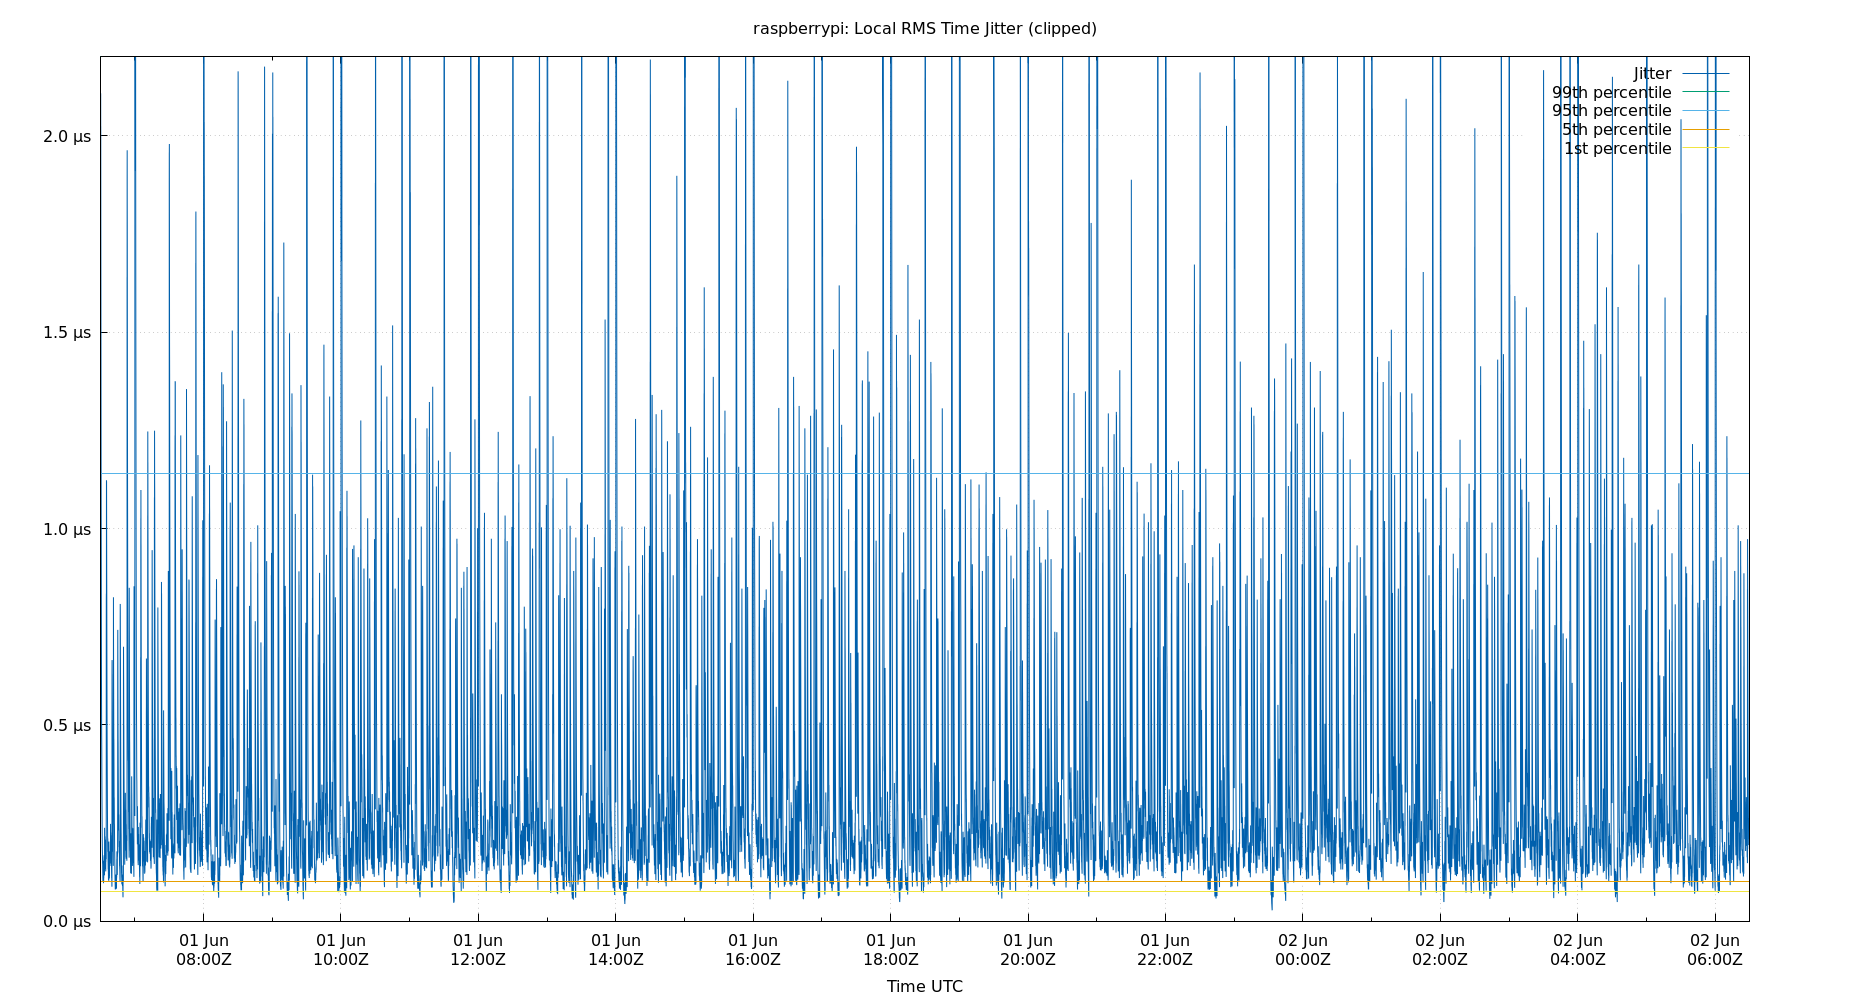 raspberrypi: Local RMS Time Jitter (clipped)
Jitter
99th percentile
95th percentile
5th percentile
1st percentile
2.0 µs
1.5 µs
1.0 µs
0.5 µs
0.0 µs
01 Jun 01 Jun 01 Jun 01 Jun 01 Jun 01 Jun 01 Jun 01 Jun 02 Jun 02 Jun 02 Jun 02 Jun
08:00Z 10:00Z 12:00Z 14:00Z 16:00Z 18:00Z 20:00Z 22:00Z 00:00Z 02:00Z 04:00Z 06:00Z
Time UTC